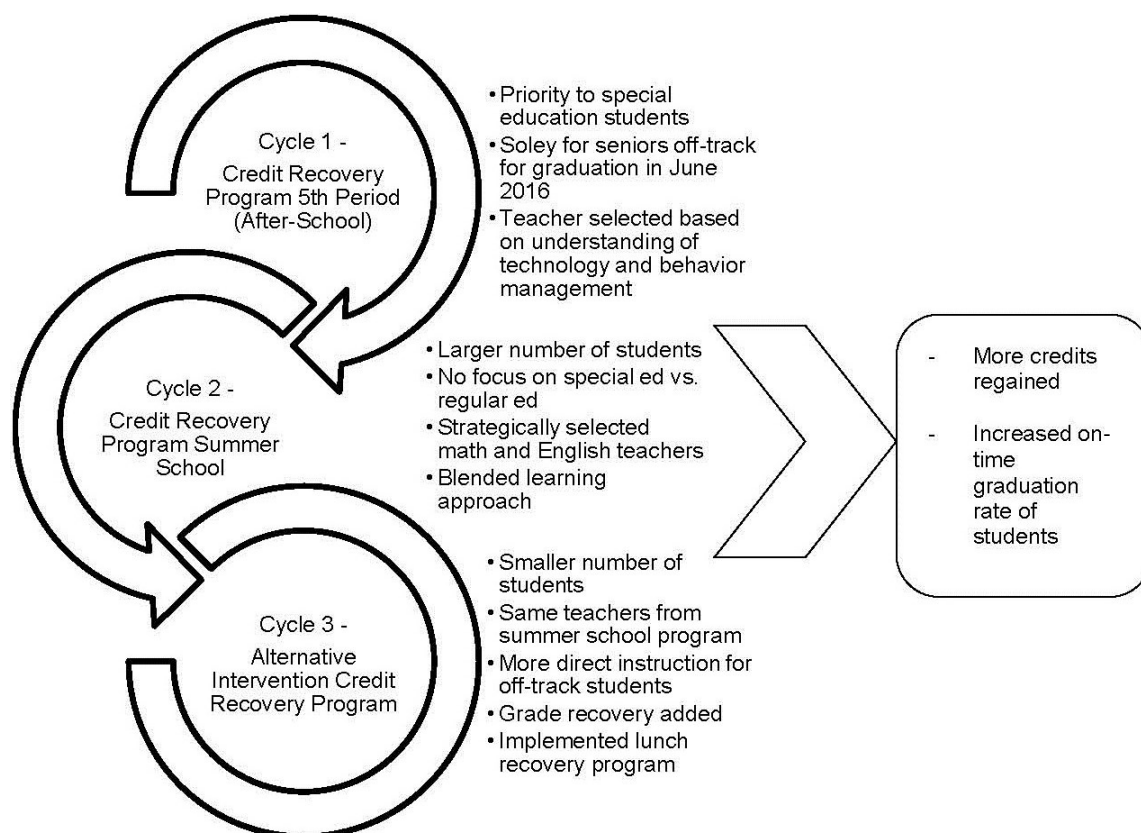 Cycle 1 -
Credit Recovery
Program 5th Period
(After-School)
• Priority to special
education students
• Soley for seniors off-track
for graduation in June
2016
• Teacher selected based
on understanding of
technology and behavior
management
Cycle 2 -
Credit Recovery
Program Summer
School
• Larger number of students
• No focus on special ed vs.
regular ed
• Strategically selected
math and English teachers
• Blended learning
approach
Cycle 3 -
Alternative
Intervention Credit
Recovery Program
• Smaller number of
students
• Same teachers from
summer school program
• More direct instruction for
off-track students
• Grade recovery added
• Implemented lunch
recovery program
- More credits
regained
- Increased on-
time
graduation
rate of
students